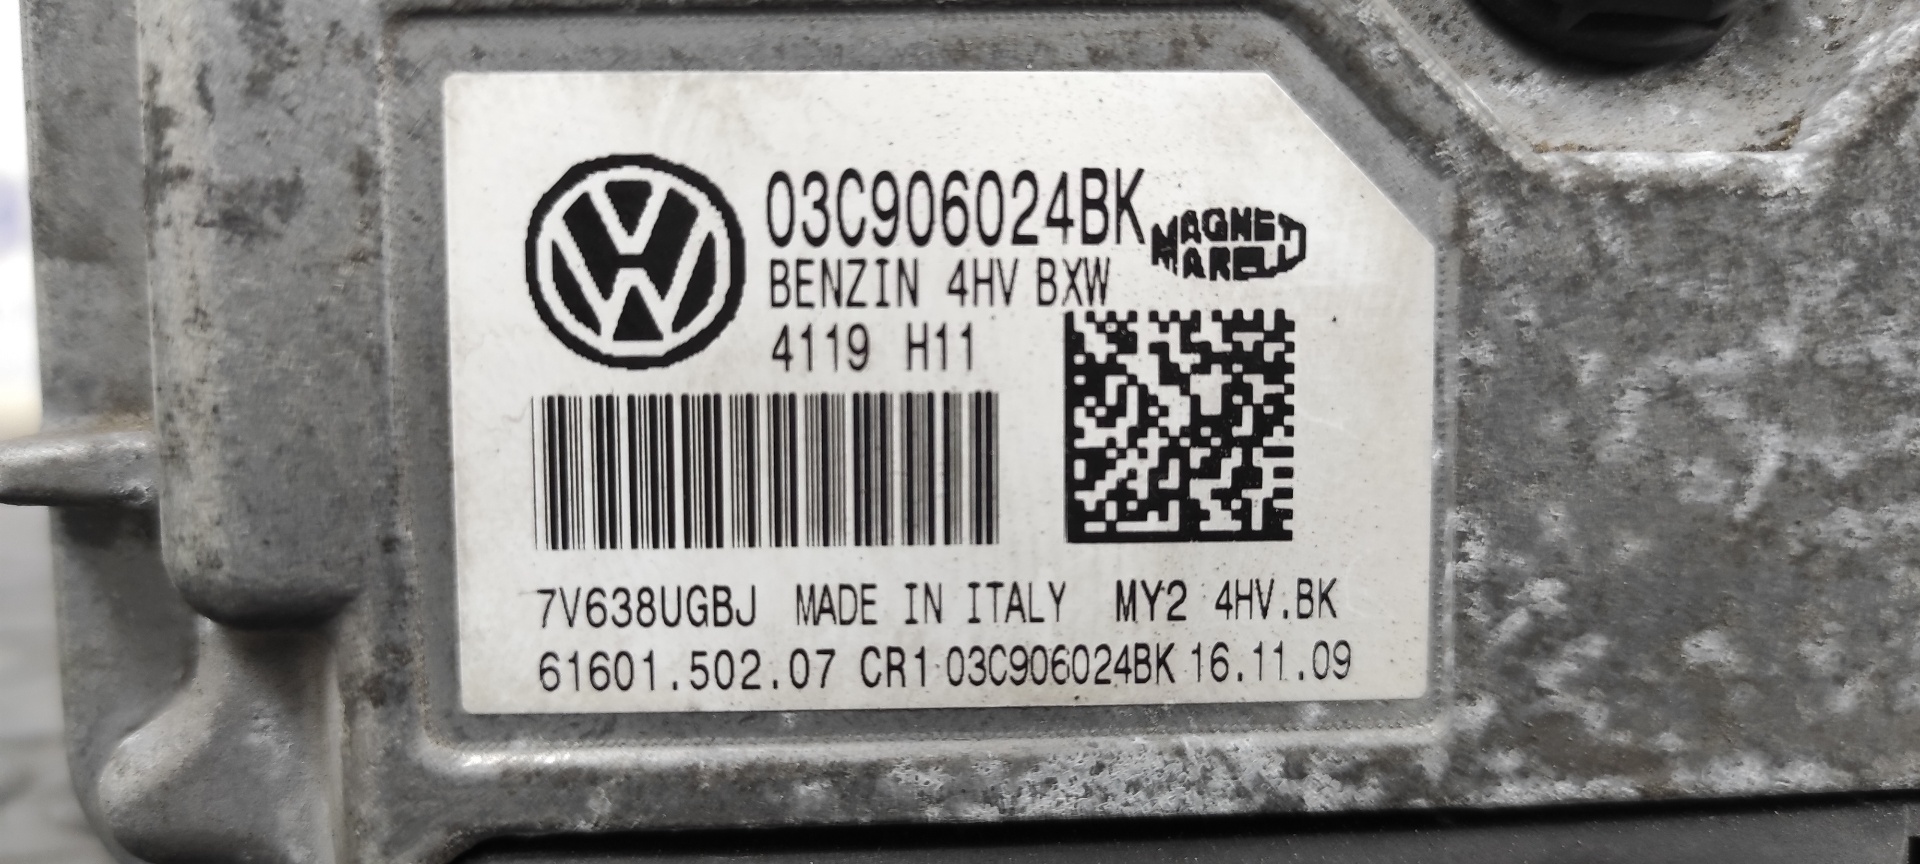 03C906024BK
MAGNETI
MARELLI
BENZIN 4HV BXW
4119 H11
7V638UGBJ MADE IN ITALY MY2 4HV.BK
61601.502.07 CR1 03C906024BK 16.11.09